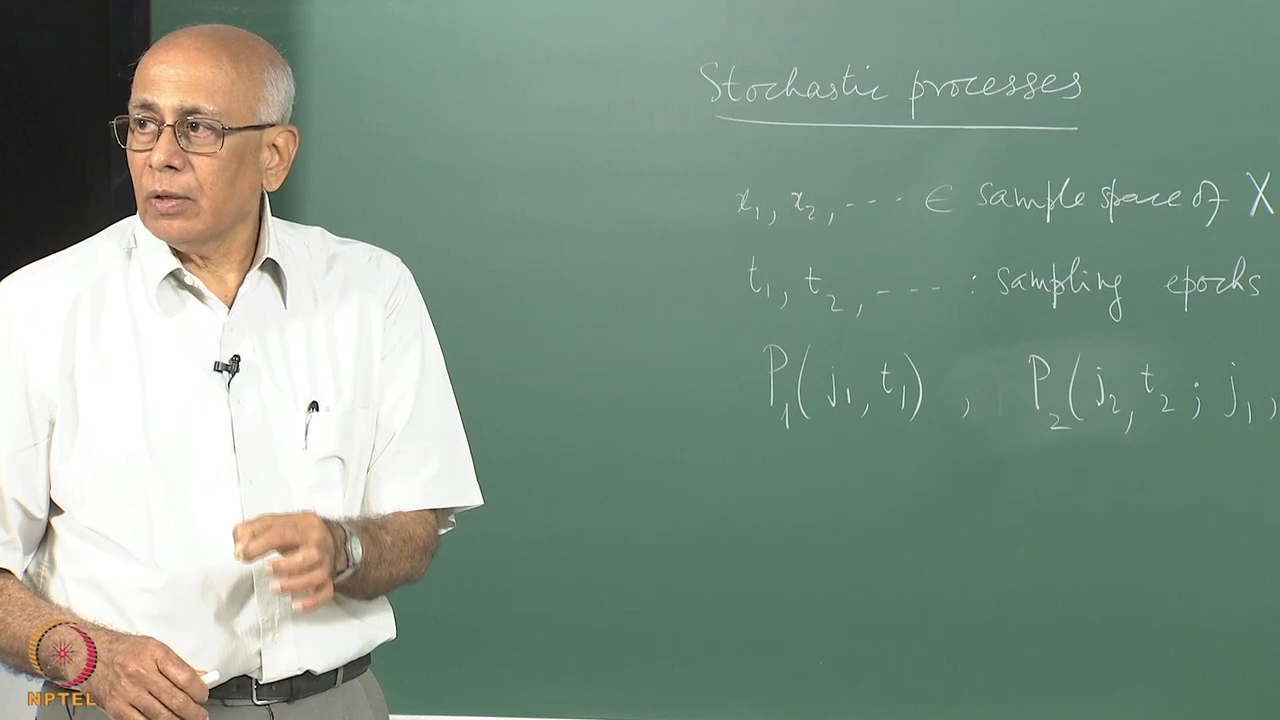 Stochastic processes
x₁, x₂, --- ∈ sample space of X
t₁, t₂, --- : sampling epochs
P₁(j₁, t₁) , P₂(j₂, t₂ ; j₁,
NPTEL